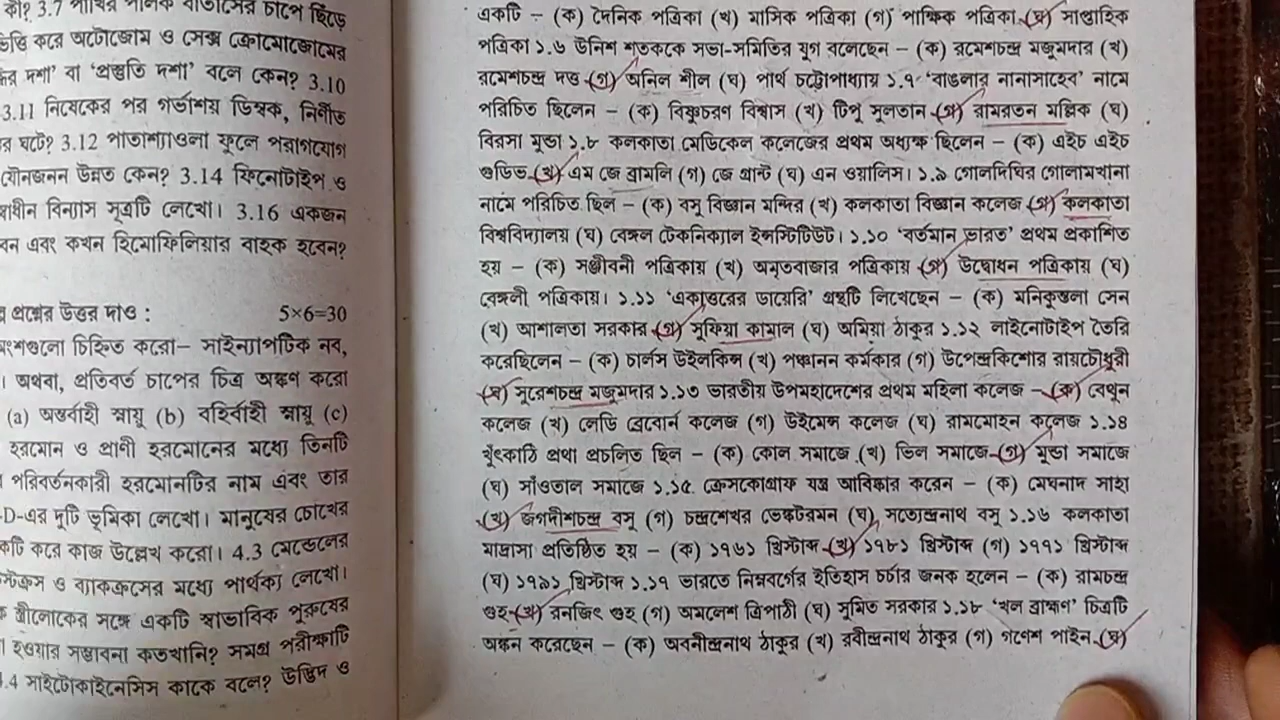 কী? 3.7 পাখির পালক বাতাসের চাপে ছিঁড়ে
ভিত্তি করে অটোজোম ও সেক্স ক্রোমোজোমের
দশা' বা 'প্রস্তুতি দশা' বলে কেন? 3.10
3.11 নিষেকের পর গর্ভাশয় ডিম্বক, নির্ণীত
ঘটে? 3.12 পাতাশ্যাওলা ফুলে পরাগযোগ
যৌনজনন উন্নত কেন? 3.14 ফিনোটাইপ ও
স্বাধীন বিন্যাস সূত্রটি লেখো। 3.16 একজন
এবং কখন হিমোফিলিয়ার বাহক হবেন?
প্রশ্নের উত্তর দাও : 5×6=30
অংশগুলো চিহ্নিত করো– সাইন্যাপটিক নব,
। অথবা, প্রতিবর্ত চাপের চিত্র অঙ্কণ করো
(a) অন্তর্বাহী স্নায়ু (b) বহির্বাহী স্নায়ু (c)
হরমোন ও প্রাণী হরমোনের মধ্যে তিনটি
পরিবর্তনকারী হরমোনটির নাম এবং তার
-D-এর দুটি ভূমিকা লেখো। মানুষের চোখের
একটি করে কাজ উল্লেখ করো। 4.3 মেন্ডেলের
টেস্টক্রস ও ব্যাকক্রসের মধ্যে পার্থক্য লেখো।
স্ত্রীলোকের সঙ্গে একটি স্বাভাবিক পুরুষের
হওয়ার সম্ভাবনা কতখানি? সমগ্র পরীক্ষাটি
4.4 সাইটোকাইনেসিস কাকে বলে? উদ্ভিদ ও
একটি – (ক) দৈনিক পত্রিকা (খ) মাসিক পত্রিকা (গ) পাক্ষিক পত্রিকা (ঘ) সাপ্তাহিক
পত্রিকা ১.৬ উনিশ শতককে সভা-সমিতির যুগ বলেছেন – (ক) রমেশচন্দ্র মজুমদার (খ)
রমেশচন্দ্র দত্ত (গ) অনিল শীল (ঘ) পার্থ চট্টোপাধ্যায় ১.৭ 'বাঙলার নানাসাহেব' নামে
পরিচিত ছিলেন – (ক) বিষ্ণুচরণ বিশ্বাস (খ) টিপু সুলতান (গ) রামরতন মল্লিক (ঘ)
বিরসা মুন্ডা ১.৮ কলকাতা মেডিকেল কলেজের প্রথম অধ্যক্ষ ছিলেন – (ক) এইচ এইচ
গুডিভ (খ) এম জে ব্রামলি (গ) জে গ্রান্ট (ঘ) এন ওয়ালিস। ১.৯ গোলদিঘির গোলামখানা
নামে পরিচিত ছিল – (ক) বসু বিজ্ঞান মন্দির (খ) কলকাতা বিজ্ঞান কলেজ (গ) কলকাতা
বিশ্ববিদ্যালয় (ঘ) বেঙ্গল টেকনিক্যাল ইন্সটিটিউট। ১.১০ 'বর্তমান ভারত' প্রথম প্রকাশিত
হয় – (ক) সঞ্জীবনী পত্রিকায় (খ) অমৃতবাজার পত্রিকায় (গ) উদ্বোধন পত্রিকায় (ঘ)
বেঙ্গলী পত্রিকায়। ১.১১ 'একাত্তরের ডায়েরি' গ্রন্থটি লিখেছেন – (ক) মনিকুন্তলা সেন
(খ) আশালতা সরকার (গ) সুফিয়া কামাল (ঘ) অমিয়া ঠাকুর ১.১২ লাইনোটাইপ তৈরি
করেছিলেন – (ক) চার্লস উইলকিন্স (খ) পঞ্চানন কর্মকার (গ) উপেন্দ্রকিশোর রায়চৌধুরী
(ঘ) সুরেশচন্দ্র মজুমদার ১.১৩ ভারতীয় উপমহাদেশের প্রথম মহিলা কলেজ – (ক) বেথুন
কলেজ (খ) লেডি ব্রেবোর্ন কলেজ (গ) উইমেন্স কলেজ (ঘ) রামমোহন কলেজ ১.১৪
খুঁৎকাঠি প্রথা প্রচলিত ছিল – (ক) কোল সমাজে (খ) ভিল সমাজে (গ) মুন্ডা সমাজে
(ঘ) সাঁওতাল সমাজে ১.১৫. ক্রেসকোগ্রাফ যন্ত্র আবিষ্কার করেন – (ক) মেঘনাদ সাহা
(খ) জগদীশচন্দ্র বসু (গ) চন্দ্রশেখর ভেঙ্কটরমন (ঘ) সত্যেন্দ্রনাথ বসু ১.১৬ কলকাতা
মাদ্রাসা প্রতিষ্ঠিত হয় – (ক) ১৭৬১ খ্রিস্টাব্দ (খ) ১৭৮১ খ্রিস্টাব্দ (গ) ১৭৭১ খ্রিস্টাব্দ
(ঘ) ১৭৯১ খ্রিস্টাব্দ ১.১৭ ভারতে নিম্নবর্গের ইতিহাস চর্চার জনক হলেন – (ক) রামচন্দ্র
গুহ (খ) রনজিৎ গুহ (গ) অমলেশ ত্রিপাঠী (ঘ) সুমিত সরকার ১.১৮ 'খল ব্রাহ্মণ' চিত্রটি
অঙ্কন করেছেন – (ক) অবনীন্দ্রনাথ ঠাকুর (খ) রবীন্দ্রনাথ ঠাকুর (গ) গণেশ পাইন (ঘ)